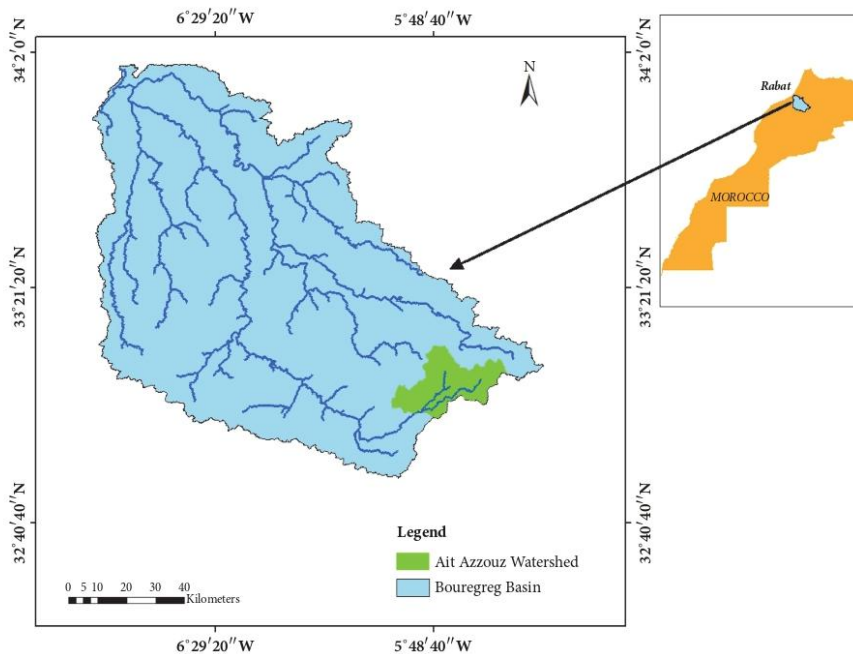 6°29′20″W
5°48′40″W
34°2′0″N
34°2′0″N
N
Rabat
MOROCCO
33°21′20″N
33°21′20″N
32°40′40″N
32°40′40″N
Legend
Ait Azzouz Watershed
Bouregreg Basin
0 5 10 20 30 40
Kilometers
6°29′20″W
5°48′40″W